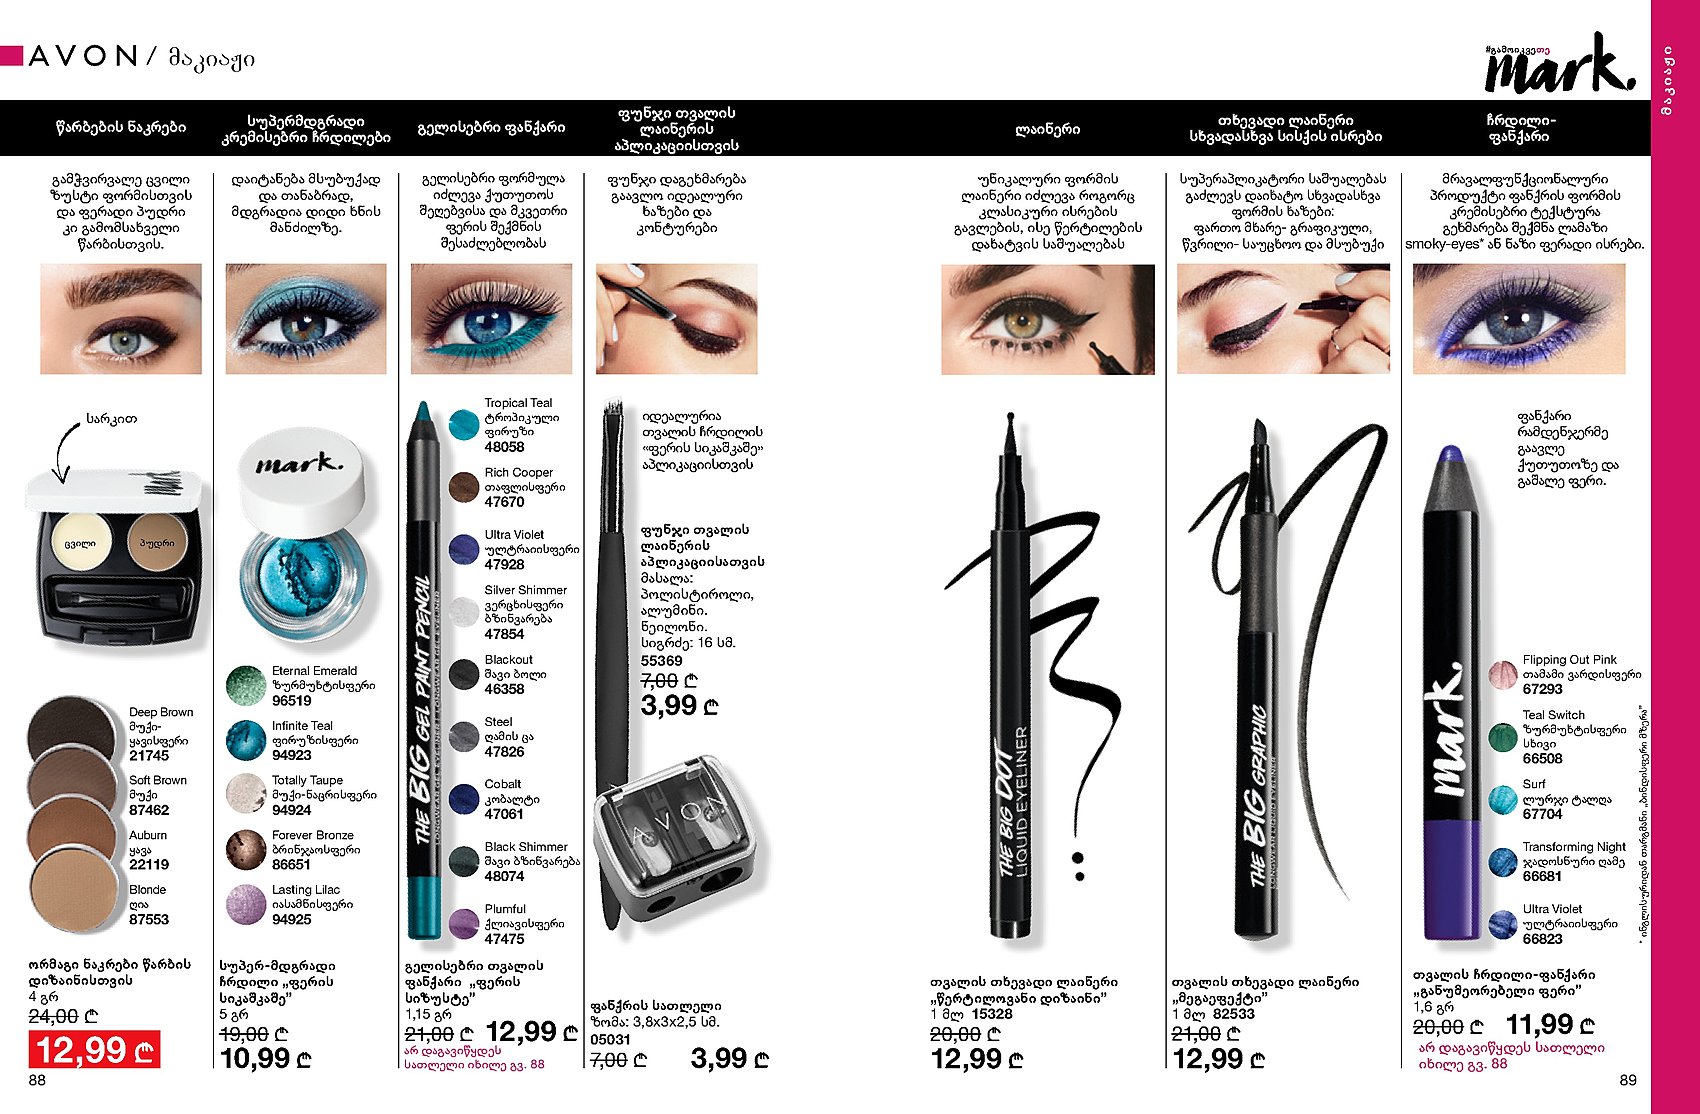 AVON / მაკიაჟი
#გამოიკვეთე
mark.
მაკიაჟი
წარბების ნაკრები
გამჭვირვალე ცვილი
ზუსტი ფორმისთვის
და ფერადი პუდრი
კი გამომსახველი
წარბისთვის.
სარკით
ცვილი
პუდრი
Deep Brown
მუქი-
ყავისფერი
21745
Soft Brown
მუქი
87462
Auburn
ყავა
22119
Blonde
ღია
87553
ორმაგი ნაკრები წარბის
დიზაინისთვის
4 გრ
24,00 ₾
12,99 ₾
88
სუპერმდგრადი
კრემისებრი ჩრდილები
დაიტანება მსუბუქად
და თანაბრად,
მდგრადია დიდი ხნის
მანძილზე.
mark.
Eternal Emerald
ზურმუხტისფერი
96519
Infinite Teal
ფირუზისფერი
94923
Totally Taupe
მუქი-ნაცრისფერი
94924
Forever Bronze
ბრინჯაოსფერი
86651
Lasting Lilac
იასამნისფერი
94925
სუპერ-მდგრადი
ჩრდილი „ფერის
სიკაშკაშე”
5 გრ
19,00 ₾
10,99 ₾
გელისებრი ფანქარი
გელისებრი ფორმულა
იძლევა ქუთუთოს
შეღებვისა და მკვეთრი
ფერის შექმნის
შესაძლებლობას
THE BIG GEL PAINT PENCIL
LONGWEAR GEL EYELINER
Tropical Teal
ტროპიკული
ფირუზი
48058
Rich Cooper
თაფლისფერი
47670
Ultra Violet
ულტრაიისფერი
47928
Silver Shimmer
ვერცხისფერი
ბზინვარება
47854
Blackout
შავი ბოლი
46358
Steel
ღამის ცა
47826
Cobalt
კობალტი
47061
Black Shimmer
შავი ბზინვარება
48074
Plumful
ქლიავისფერი
47475
გელისებრი თვალის
ფანქარი „ფერის
სიზუსტე”
1,15 გრ
21,00 ₾ 12,99 ₾
არ დაგავიწყდეს
სათლელი იხილე გვ. 88
ფუნჯი თვალის
ლაინერის
აპლიკაციისთვის
ფუნჯი დაგეხმარება
გაავლო იდეალური
ხაზები და
კონტურები
იდეალურია
თვალის ჩრდილის
«ფერის სიკაშკაშე»
აპლიკაციისთვის
ფუნჯი თვალის
ლაინერის
აპლიკაციისათვის
მასალა:
პოლისტიროლი,
ალუმინი.
ნეილონი.
სიგრძე: 16 სმ.
55369
7,00 ₾
3,99 ₾
AVON
ფანქრის სათლელი
ზომა: 3,8x3x2,5 სმ.
05031
7,00 ₾ 3,99 ₾
ლაინერი
უნიკალური ფორმის
ლაინერი იძლევა როგორც
კლასიკური ისრების
გავლების, ისე წერტილების
დახატვის საშუალებას
THE BIG DOT
LIQUID EYELINER
თვალის თხევადი ლაინერი
„წერტილოვანი დიზაინი”
1 მლ 15328
20,00 ₾
12,99 ₾
თხევადი ლაინერი
სხვადასხვა სისქის ისრები
სუპერაპლიკატორი საშუალებას
გაძლევს დახატო სხვადასხვა
ფორმის ხაზები:
ფართო მხარე- გრაფიკული,
წვრილი- საუცხოო და მსუბუქი
THE BIG GRAPHIC
თვალის თხევადი ლაინერი
„მეგაეფექტი”
1 მლ 82533
21,00 ₾
12,99 ₾
ჩრდილი-
ფანქარი
მრავალფუნქციონალური
პროდუქტი ფანქრის ფორმის
კრემისებრი ტექსტურა
გეხმარება შექმნა ლამაზი
smoky-eyes* ან ნაზი ფერადი ისრები.
ფანქარი
რამდენჯერმე
გაავლე
ქუთუთოზე და
გაშალე ფერი.
mark.
Flipping Out Pink
თამამი ვარდისფერი
67293
Teal Switch
ზურმუხტისფერი
სხივი
66508
Surf
ლურჯი ტალღა
67704
Transforming Night
ჯადოსნური ღამე
66681
Ultra Violet
ულტრაიისფერი
66823
თვალის ჩრდილი-ფანქარი
„განუმეორებელი ფერი”
1,6 გრ
20,00 ₾ 11,99 ₾
არ დაგავიწყდეს სათლელი
იხილე გვ. 88
* ინგლისურიდან თარგმანი „ბინდისფერი მზერა”
89